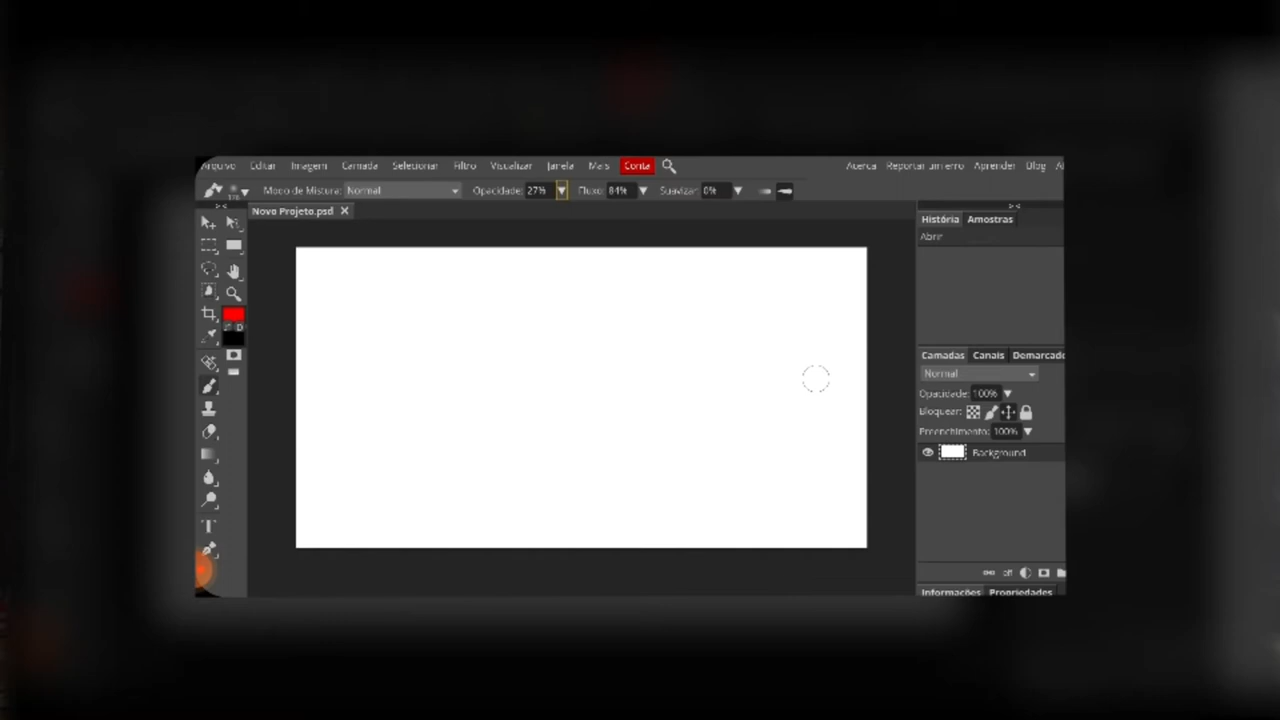 Arquivo Editar Imagem Camada Selecionar Filtro Visualizar Janela Mais Conta Acerca Reportar um erro Aprender Blog
Modo de Mistura: Normal Opacidade: 27% Fluxo: 84% Suavizar: 0%
Novo Projeto.psd
História Amostras
Abrir
D
Camadas Canais Demarcado
Normal
Opacidade: 100%
Bloquear:
Preenchimento: 100%
Background
eff
Informações Propriedades